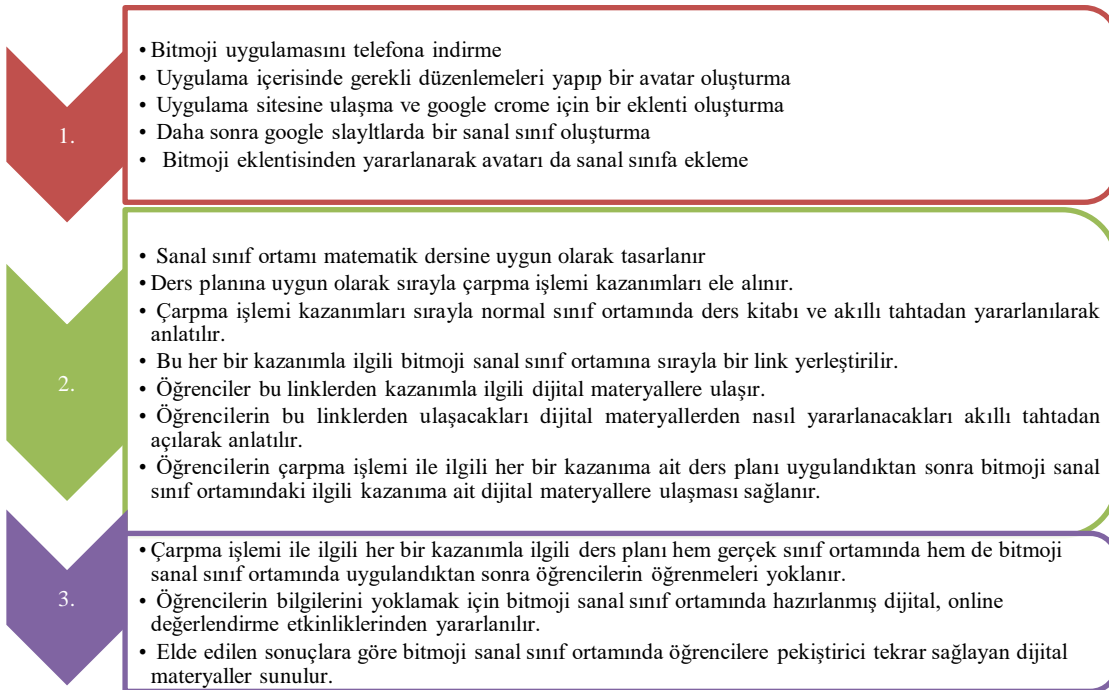 1.
• Bitmoji uygulamasını telefona indirme
• Uygulama içerisinde gerekli düzenlemeleri yapıp bir avatar oluşturma
• Uygulama sitesine ulaşma ve google crome için bir eklenti oluşturma
• Daha sonra google slayltlarda bir sanal sınıf oluşturma
• Bitmoji eklentisinden yararlanarak avatarı da sanal sınıfa ekleme
2.
• Sanal sınıf ortamı matematik dersine uygun olarak tasarlanır
• Ders planına uygun olarak sırayla çarpma işlemi kazanımları ele alınır.
• Çarpma işlemi kazanımları sırayla normal sınıf ortamında ders kitabı ve akıllı tahtadan yararlanılarak
anlatılır.
• Bu her bir kazanımla ilgili bitmoji sanal sınıf ortamına sırayla bir link yerleştirilir.
• Öğrenciler bu linklerden kazanımla ilgili dijital materyallere ulaşır.
• Öğrencilerin bu linklerden ulaşacakları dijital materyallerden nasıl yararlanacakları akıllı tahtadan
açılarak anlatılır.
• Öğrencilerin çarpma işlemi ile ilgili her bir kazanıma ait ders planı uygulandıktan sonra bitmoji sanal
sınıf ortamındaki ilgili kazanıma ait dijital materyallere ulaşması sağlanır.
3.
• Çarpma işlemi ile ilgili her bir kazanımla ilgili ders planı hem gerçek sınıf ortamında hem de bitmoji
sanal sınıf ortamında uygulandıktan sonra öğrencilerin öğrenmeleri yoklanır.
• Öğrencilerin bilgilerini yoklamak için bitmoji sanal sınıf ortamında hazırlanmış dijital, online
değerlendirme etkinliklerinden yararlanılır.
• Elde edilen sonuçlara göre bitmoji sanal sınıf ortamında öğrencilere pekiştirici tekrar sağlayan dijital
materyaller sunulur.